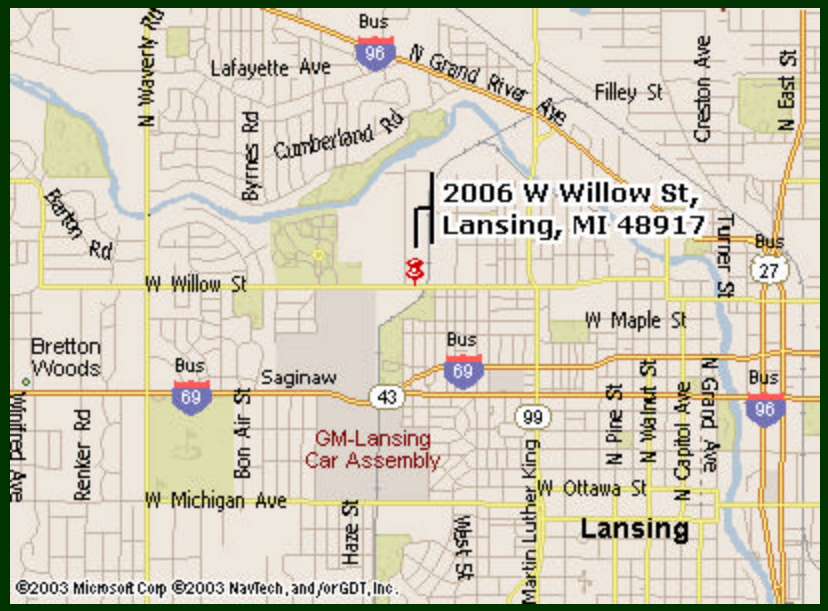 Bus
96
N Waverly Rd
N Grand River Ave
Lafayette Ave
Filley St
Creston Ave
N East St
Byrnes Rd
Cumberland Rd
Barton Rd
2006 W Willow St,
Lansing, MI 48917
Turner St
Bus
27
W Willow St
W Maple St
Bretton
Woods
Bus
69
Saginaw
Bus
69
43
Bus
96
99
Winifred Ave
Renker Rd
Bon Air St
GM-Lansing
Car Assembly
N Pine St
N Walnut St
N Capitol Ave
N Grand Ave
Martin Luther King
W Michigan Ave
W Ottawa St
Haze St
West St
Lansing
©2003 Microsoft Corp ©2003 NavTech, and/or GDT, Inc.